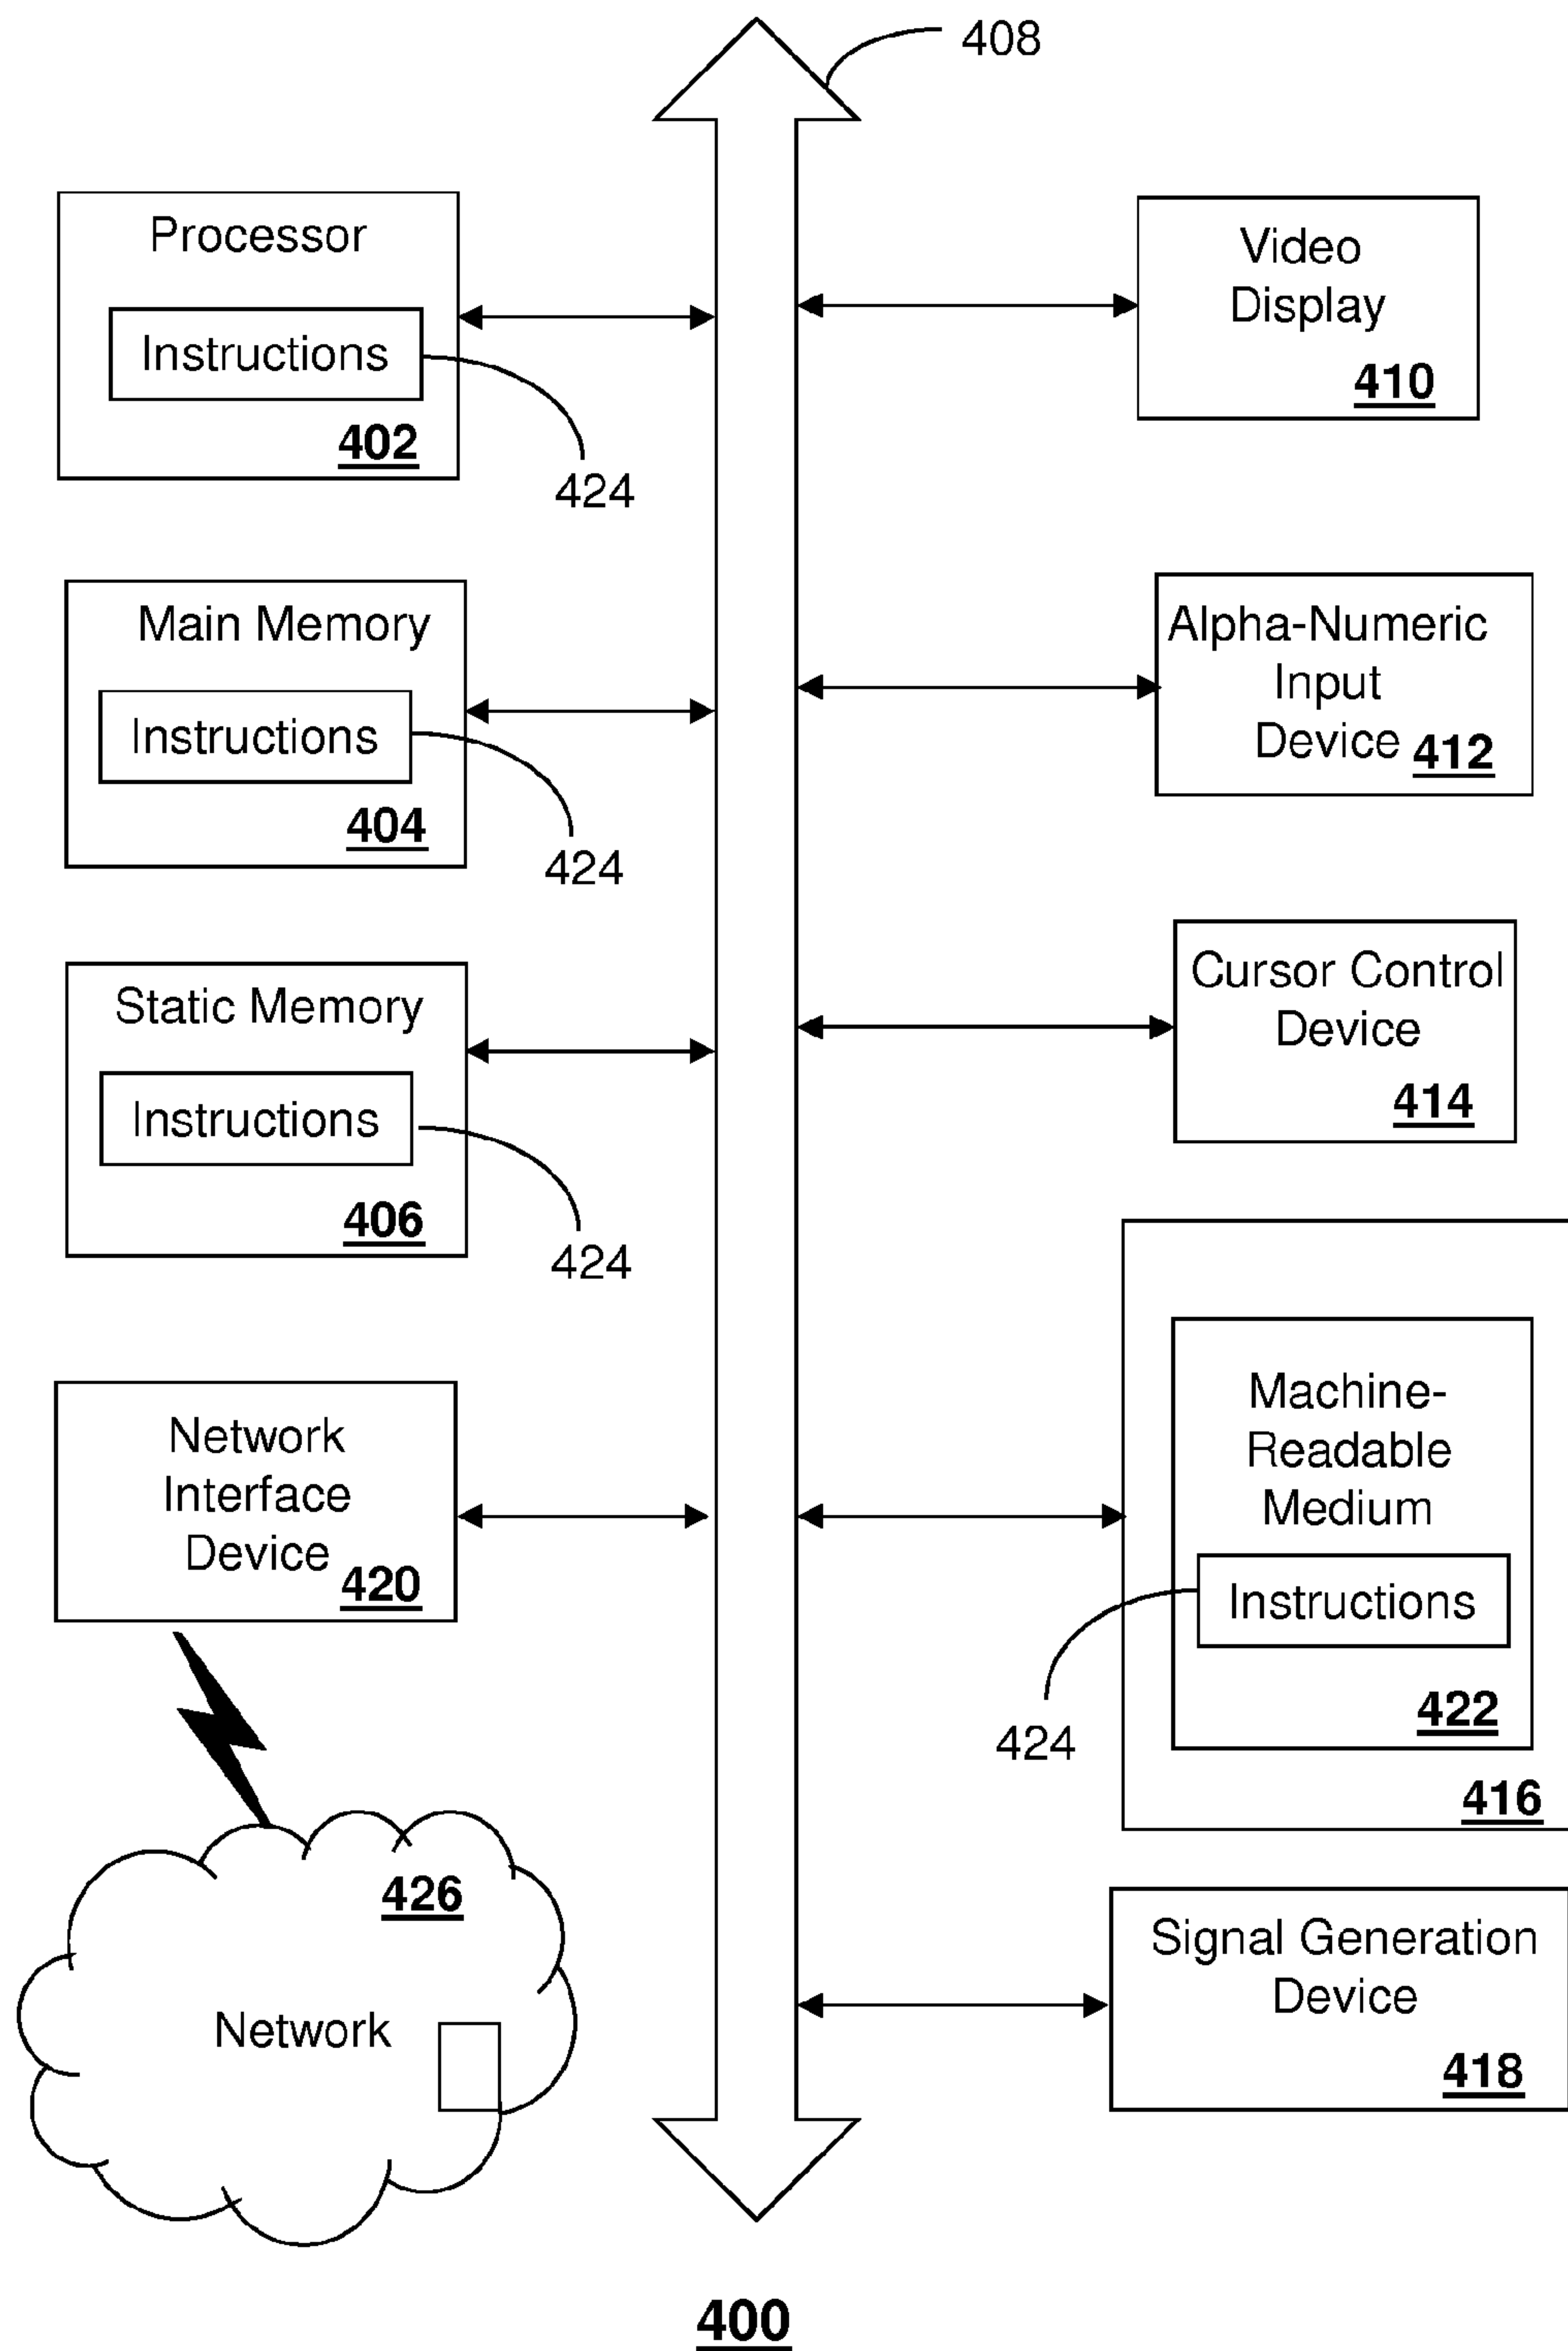 408
Processor
Instructions
402
424
Main Memory
Instructions
404
424
Static Memory
Instructions
406
424
Network
Interface
Device
420
426
Network
Video
Display
410
Alpha-Numeric
Input
Device
412
Cursor Control
Device
414
Machine-
Readable
Medium
Instructions
422
424
416
Signal Generation
Device
418
400